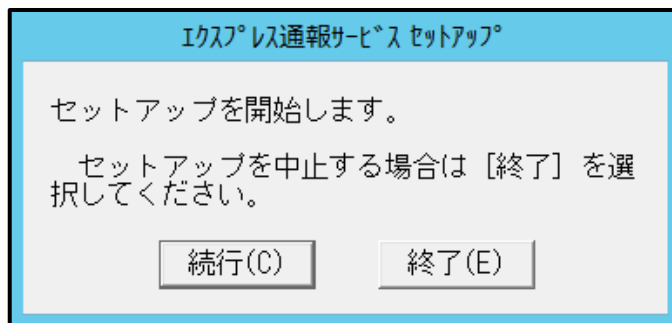 ｴｸｽﾌﾟﾚｽ通報ｻｰﾋﾞｽ ｾｯﾄｱｯﾌﾟ
セットアップを開始します。
　セットアップを中止する場合は［終了］を選
択してください。
続行(C)
終了(E)